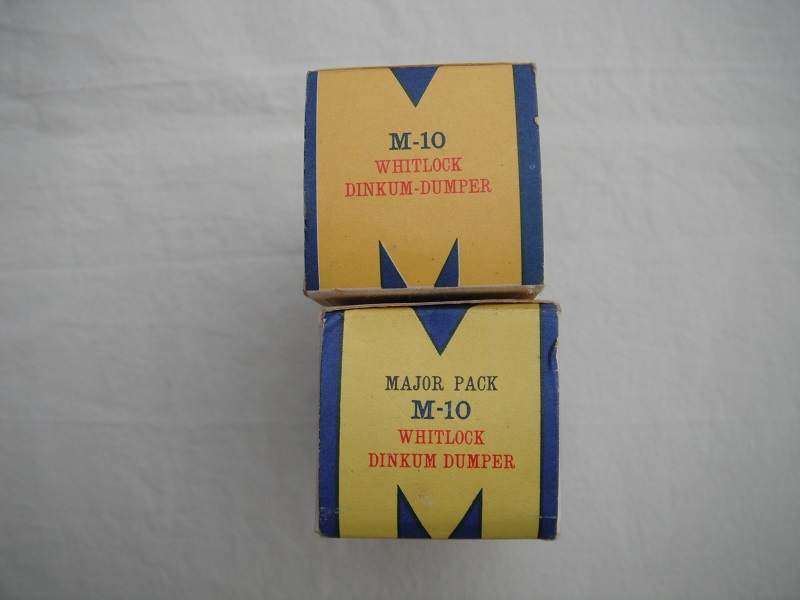 M-10
WHITLOCK
DINKUM-DUMPER
MAJOR PACK
M-10
WHITLOCK
DINKUM DUMPER